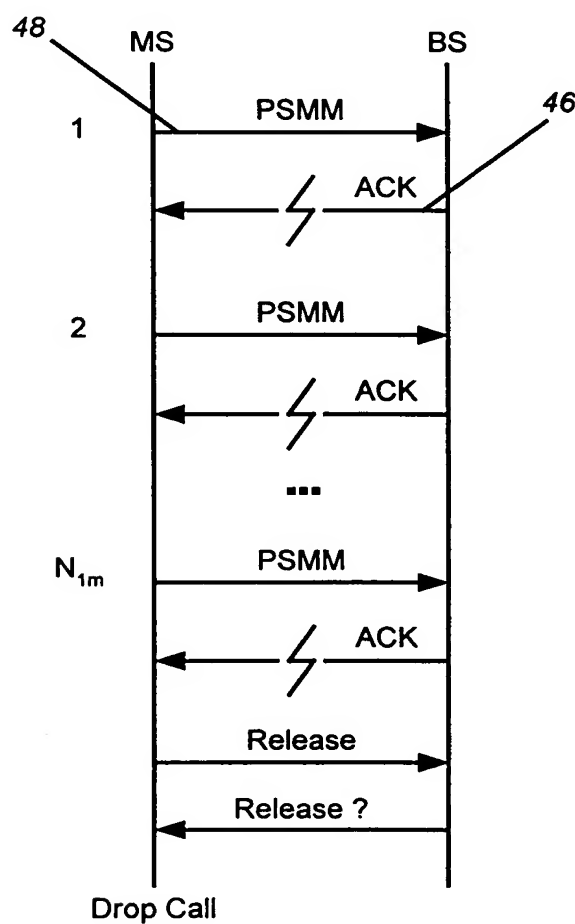 48
MS
BS
46
1
PSMM
ACK
2
PSMM
ACK
...
N1m
PSMM
ACK
Release
Release ?
Drop Call